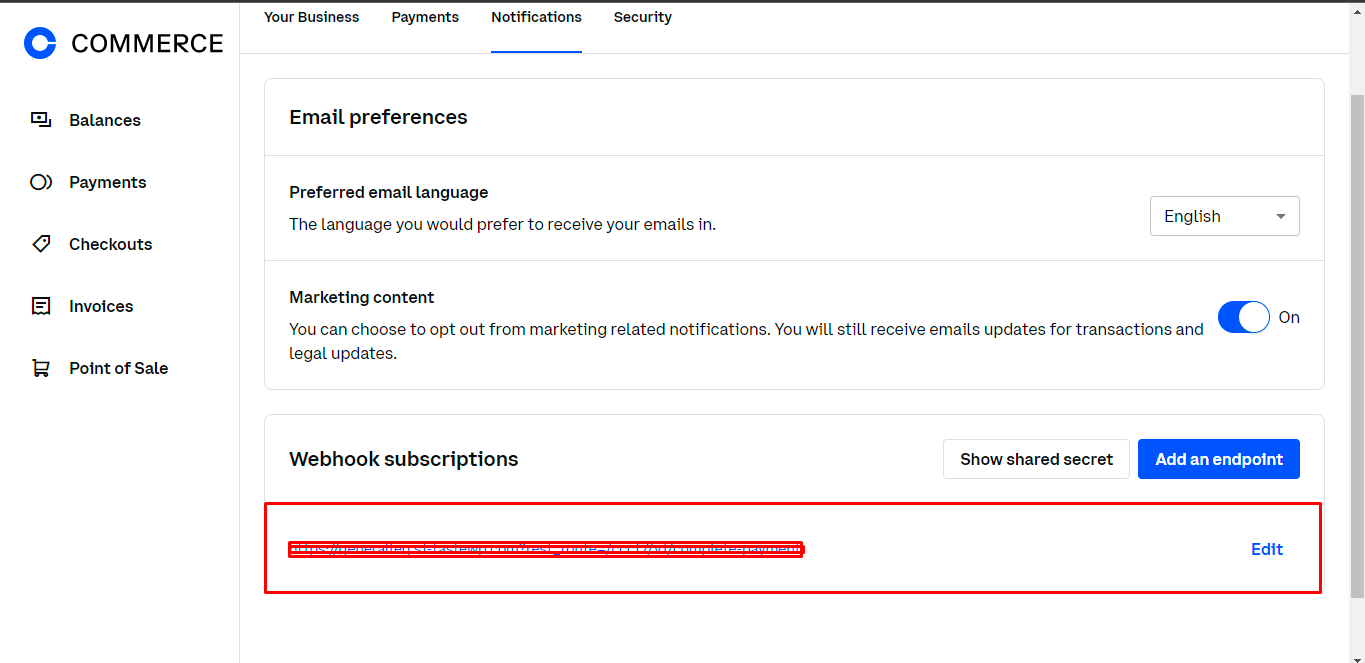 Your Business Payments Notifications Security
COMMERCE
Balances
Payments
Checkouts
Invoices
Point of Sale
Email preferences
Preferred email language
The language you would prefer to receive your emails in.
English
Marketing content
You can choose to opt out from marketing related notifications. You will still receive emails updates for transactions and
legal updates.
On
Webhook subscriptions
Show shared secret
Add an endpoint
Edit